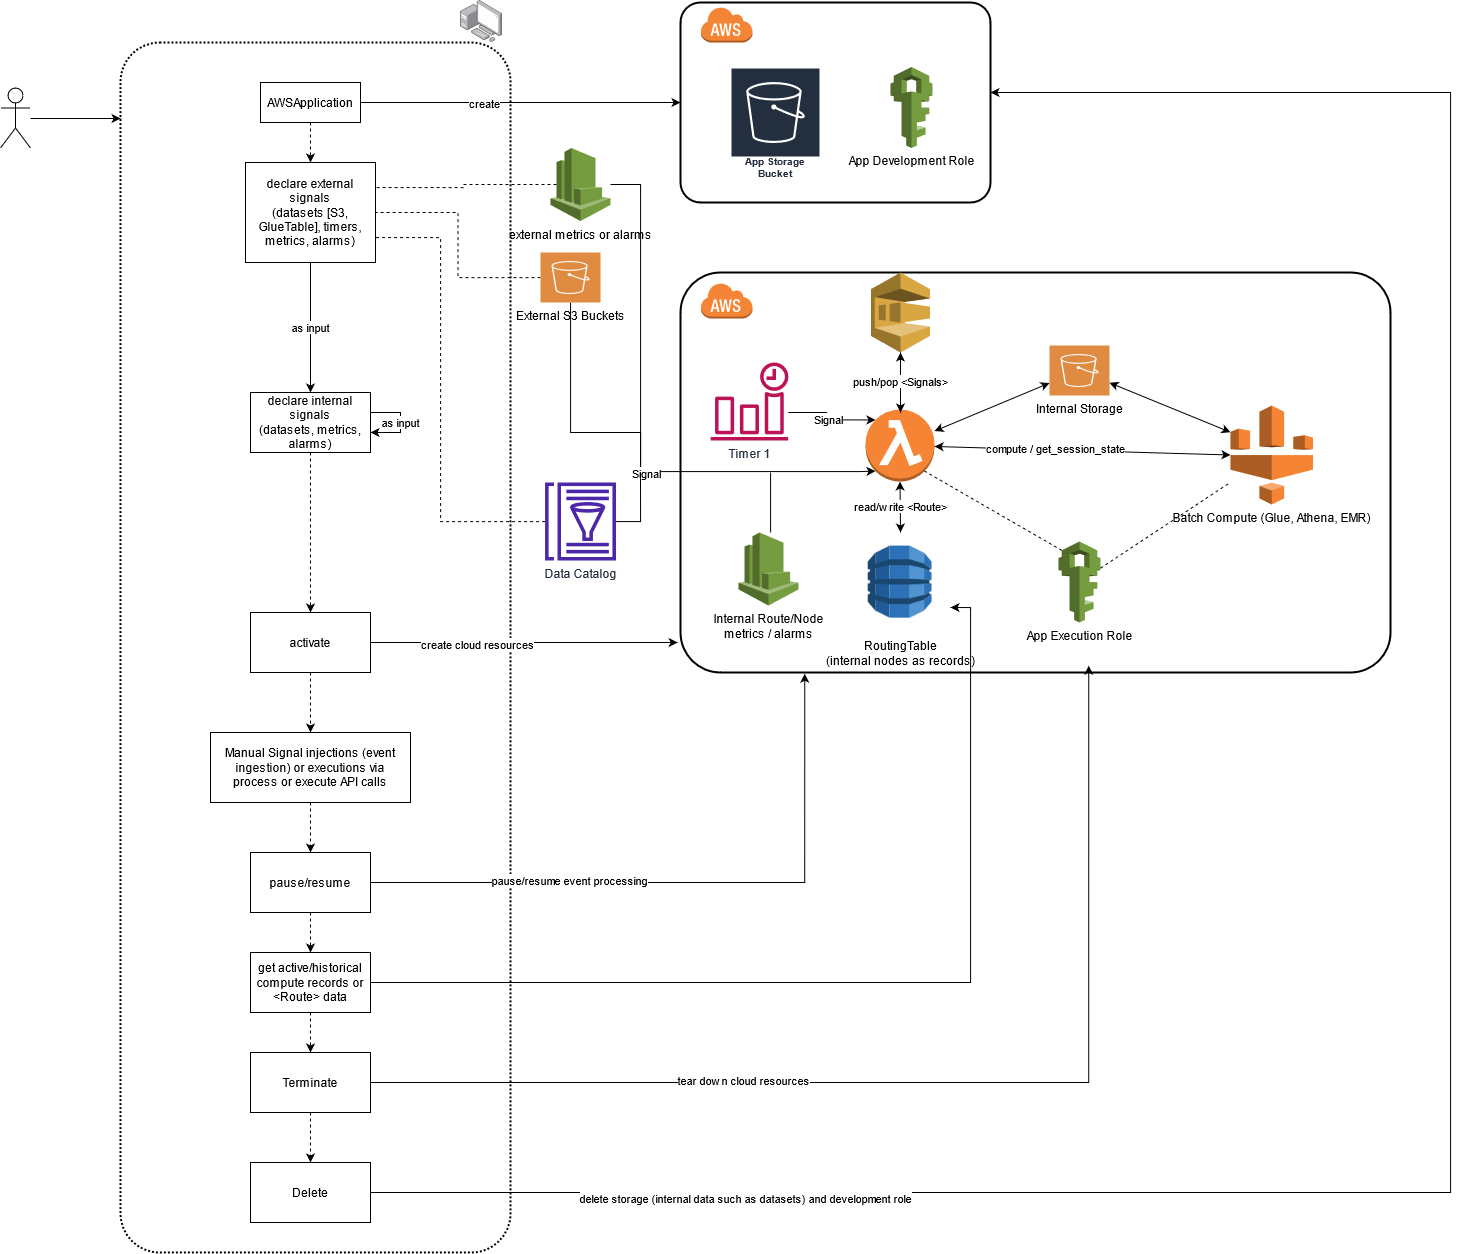 AWSApplication
create
AWS
App Storage
Bucket
App Development Role
declare external
signals
(datasets [S3,
GlueTable], timers,
metrics, alarms)
external metrics or alarms
External S3 Buckets
as input
declare internal
signals
(datasets, metrics,
alarms)
as input
AWS
push/pop <Signals>
Timer 1
Signal
Internal Storage
compute / get_session_state
Signal
read/write <Route>
Batch Compute (Glue, Athena, EMR)
Data Catalog
Internal Route/Node
metrics / alarms
RoutingTable
(internal nodes as records)
App Execution Role
activate
create cloud resources
Manual Signal injections (event
ingestion) or executions via
process or execute API calls
pause/resume
pause/resume event processing
get active/historical
compute records or
<Route> data
Terminate
tear down cloud resources
Delete
delete storage (internal data such as datasets) and development role